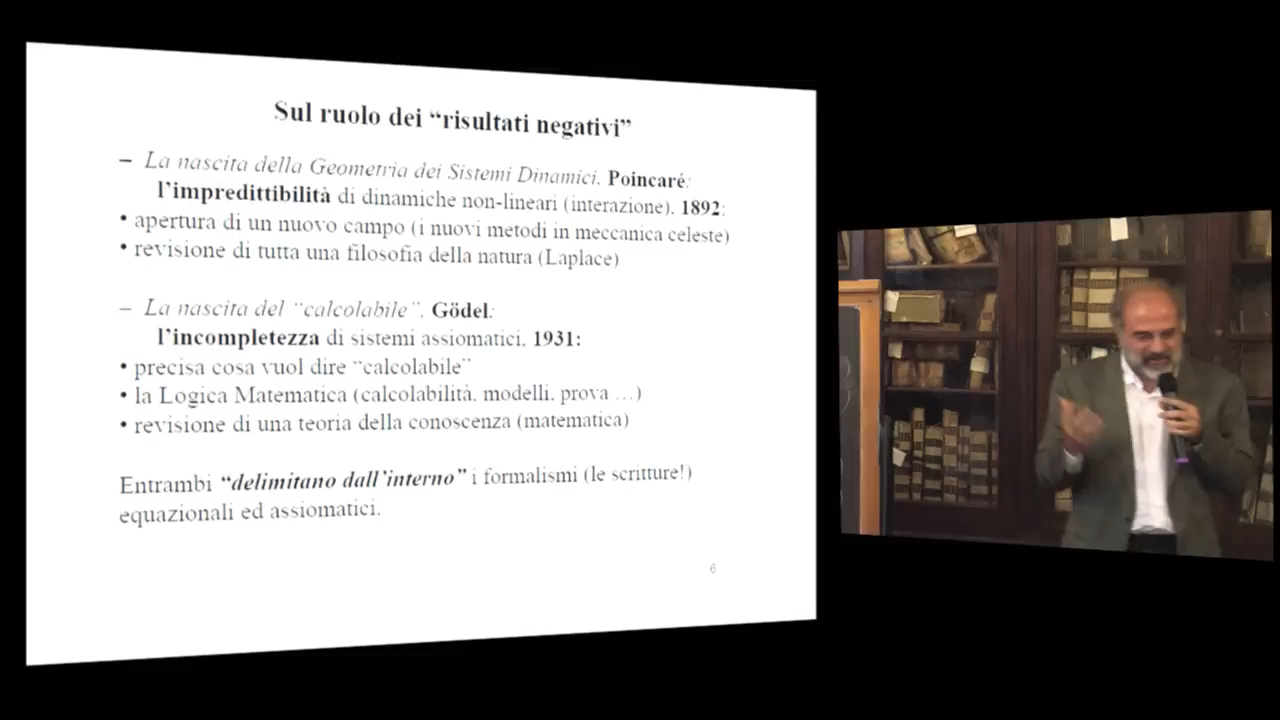 Sul ruolo dei “risultati negativi”
– La nascita della Geometria dei Sistemi Dinamici. Poincaré:
l’impredittibilità di dinamiche non-lineari (interazione). 1892:
• apertura di un nuovo campo (i nuovi metodi in meccanica celeste)
• revisione di tutta una filosofia della natura (Laplace)
– La nascita del “calcolabile”. Gödel:
l’incompletezza di sistemi assiomatici. 1931:
• precisa cosa vuol dire “calcolabile”
• la Logica Matematica (calcolabilità, modelli, prova …)
• revisione di una teoria della conoscenza (matematica)
Entrambi “delimitano dall’interno” i formalismi (le scritture!)
equazionali ed assiomatici.
6